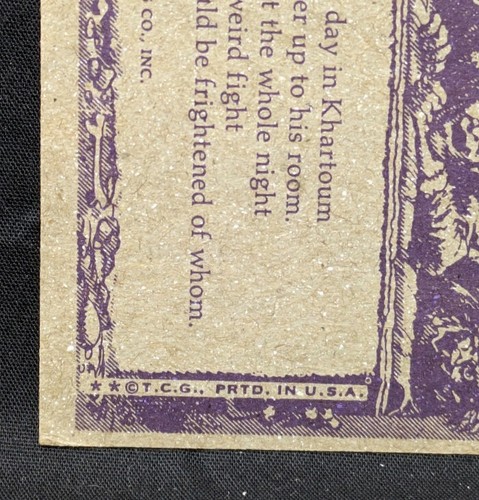 day in Khartoum
er up to his room.
t the whole night
weird fight
uld be frightened of whom.
CO., INC.
**©T.C.G., PRTD. IN U.S.A.